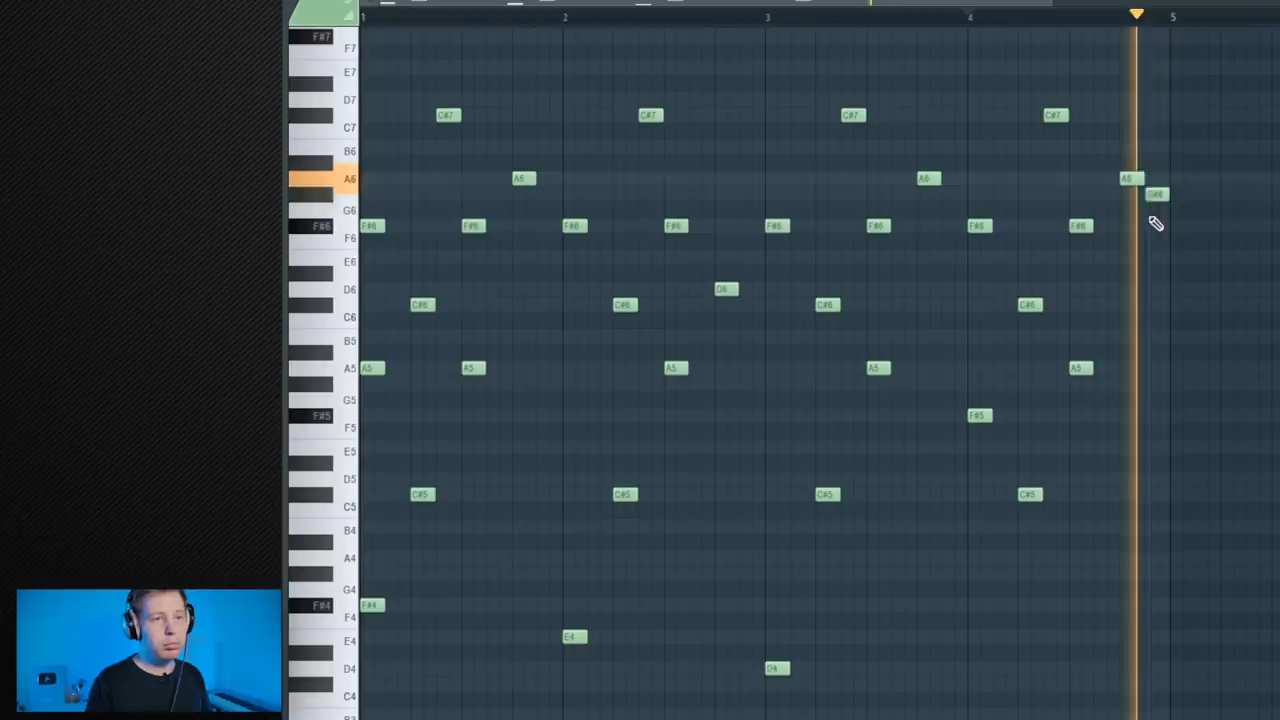 1 2 3 4 5
F#7
F7
E7
D7
C#7 C#7 C#7 C#7
C7
B6
A6 A6 A6 A6
G#6
G6
F#6 F#6 F#6 F#6 F#6 F#6 F#6 F#6 F#6
F6
E6
D6 D6
C#6 C#6 C#6 C#6
C6
B5
A5 A5 A5 A5 A5 A5
G5
F#5 F#5
F5
E5
D5
C#5 C#5 C#5 C#5
C5
B4
A4
G4
F#4 F#4
F4
E4 E4
D4 D4
C4